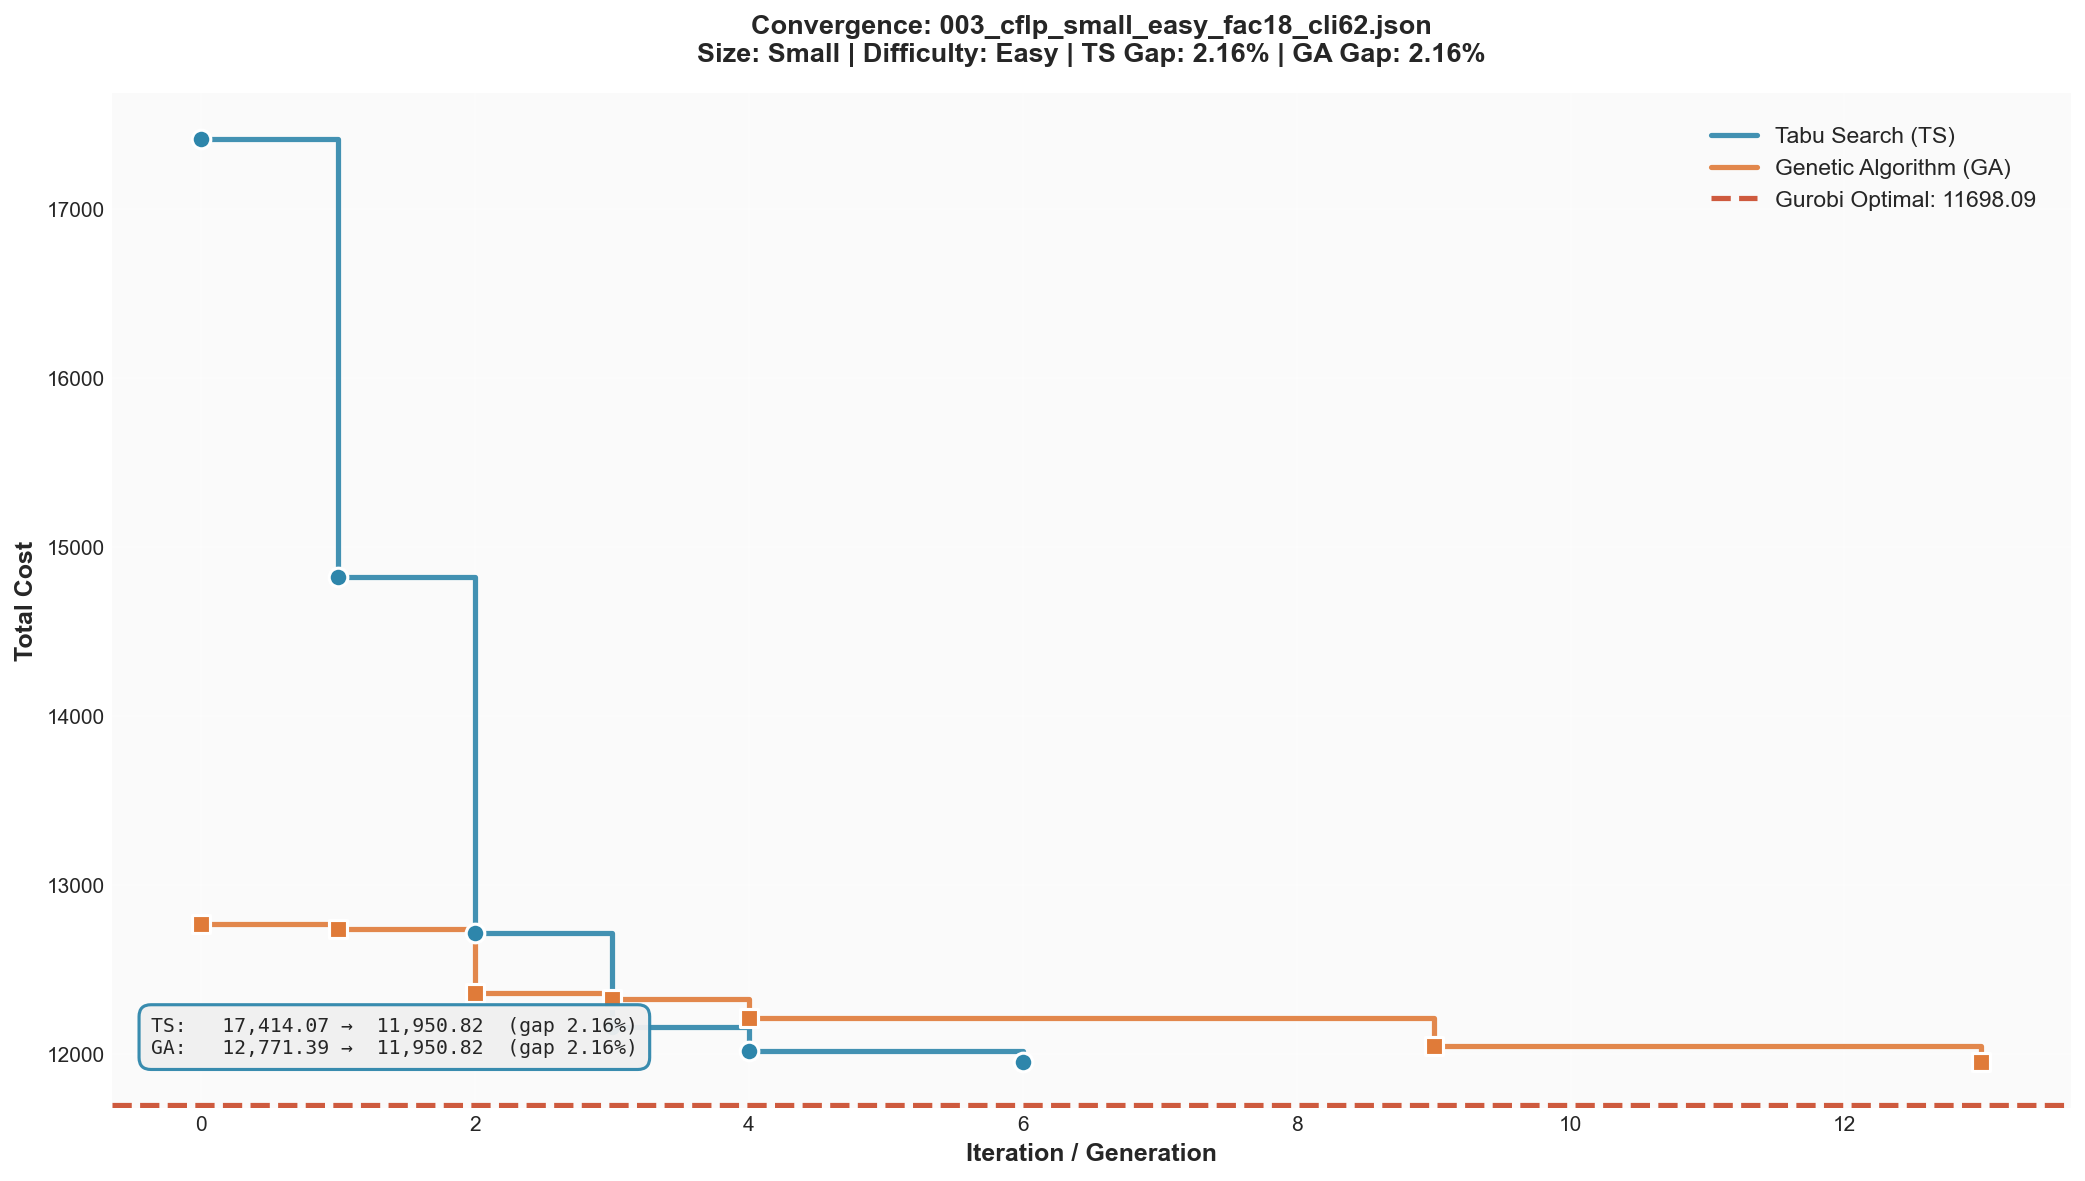 Convergence: 003_cflp_small_easy_fac18_cli62.json
Size: Small | Difficulty: Easy | TS Gap: 2.16% | GA Gap: 2.16%
Tabu Search (TS)
Genetic Algorithm (GA)
Gurobi Optimal: 11698.09
Total Cost
17000
16000
15000
14000
13000
12000
TS:   17,414.07 →  11,950.82  (gap 2.16%)
GA:   12,771.39 →  11,950.82  (gap 2.16%)
0 2 4 6 8 10 12
Iteration / Generation